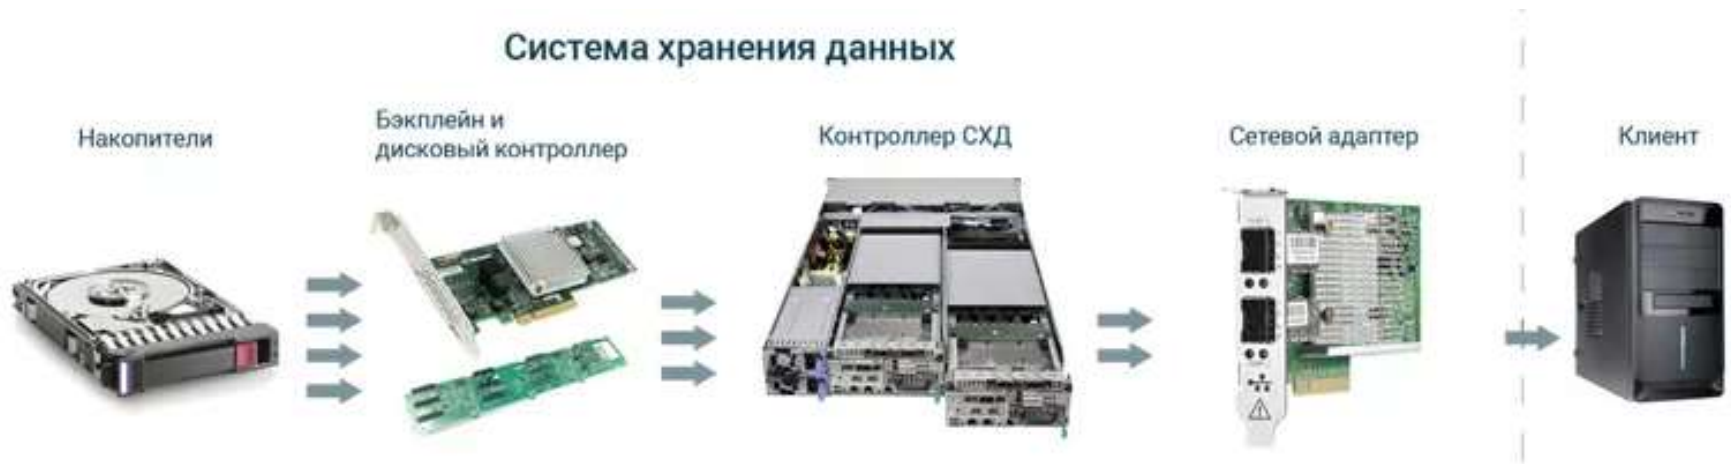 Система хранения данных
Накопители
Бэкплейн и
дисковый контроллер
Контроллер СХД
Сетевой адаптер
Клиент